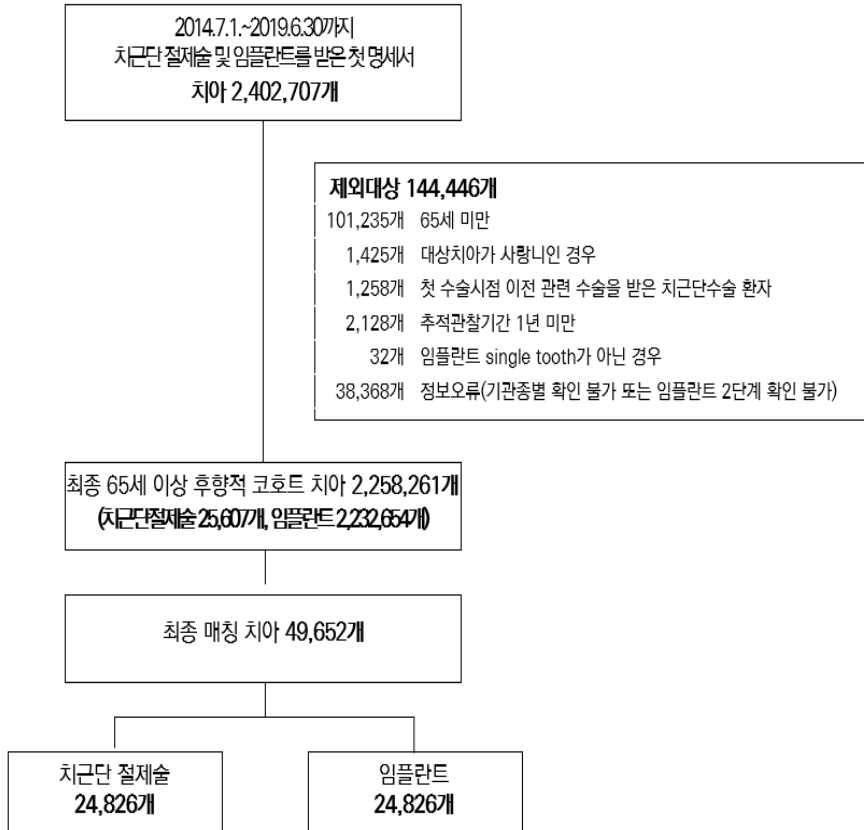 2014.7.1.~2019.6.30까지
치근단 절제술 및 임플란트를 받은 첫 명세서
치아 2,402,707개
제외대상 144,446개
101,235개 65세 미만
1,425개 대상치아가 사랑니인 경우
1,258개 첫 수술시점 이전 관련 수술을 받은 치근단수술 환자
2,128개 추적관찰기간 1년 미만
32개 임플란트 single tooth가 아닌 경우
38,368개 정보오류(기관종별 확인 불가 또는 임플란트 2단계 확인 불가)
최종 65세 이상 후향적 코호트 치아 2,258,261개
(치근단절제술 25,607개, 임플란트 2,232,654개)
최종 매칭 치아 49,652개
치근단 절제술
24,826개
임플란트
24,826개